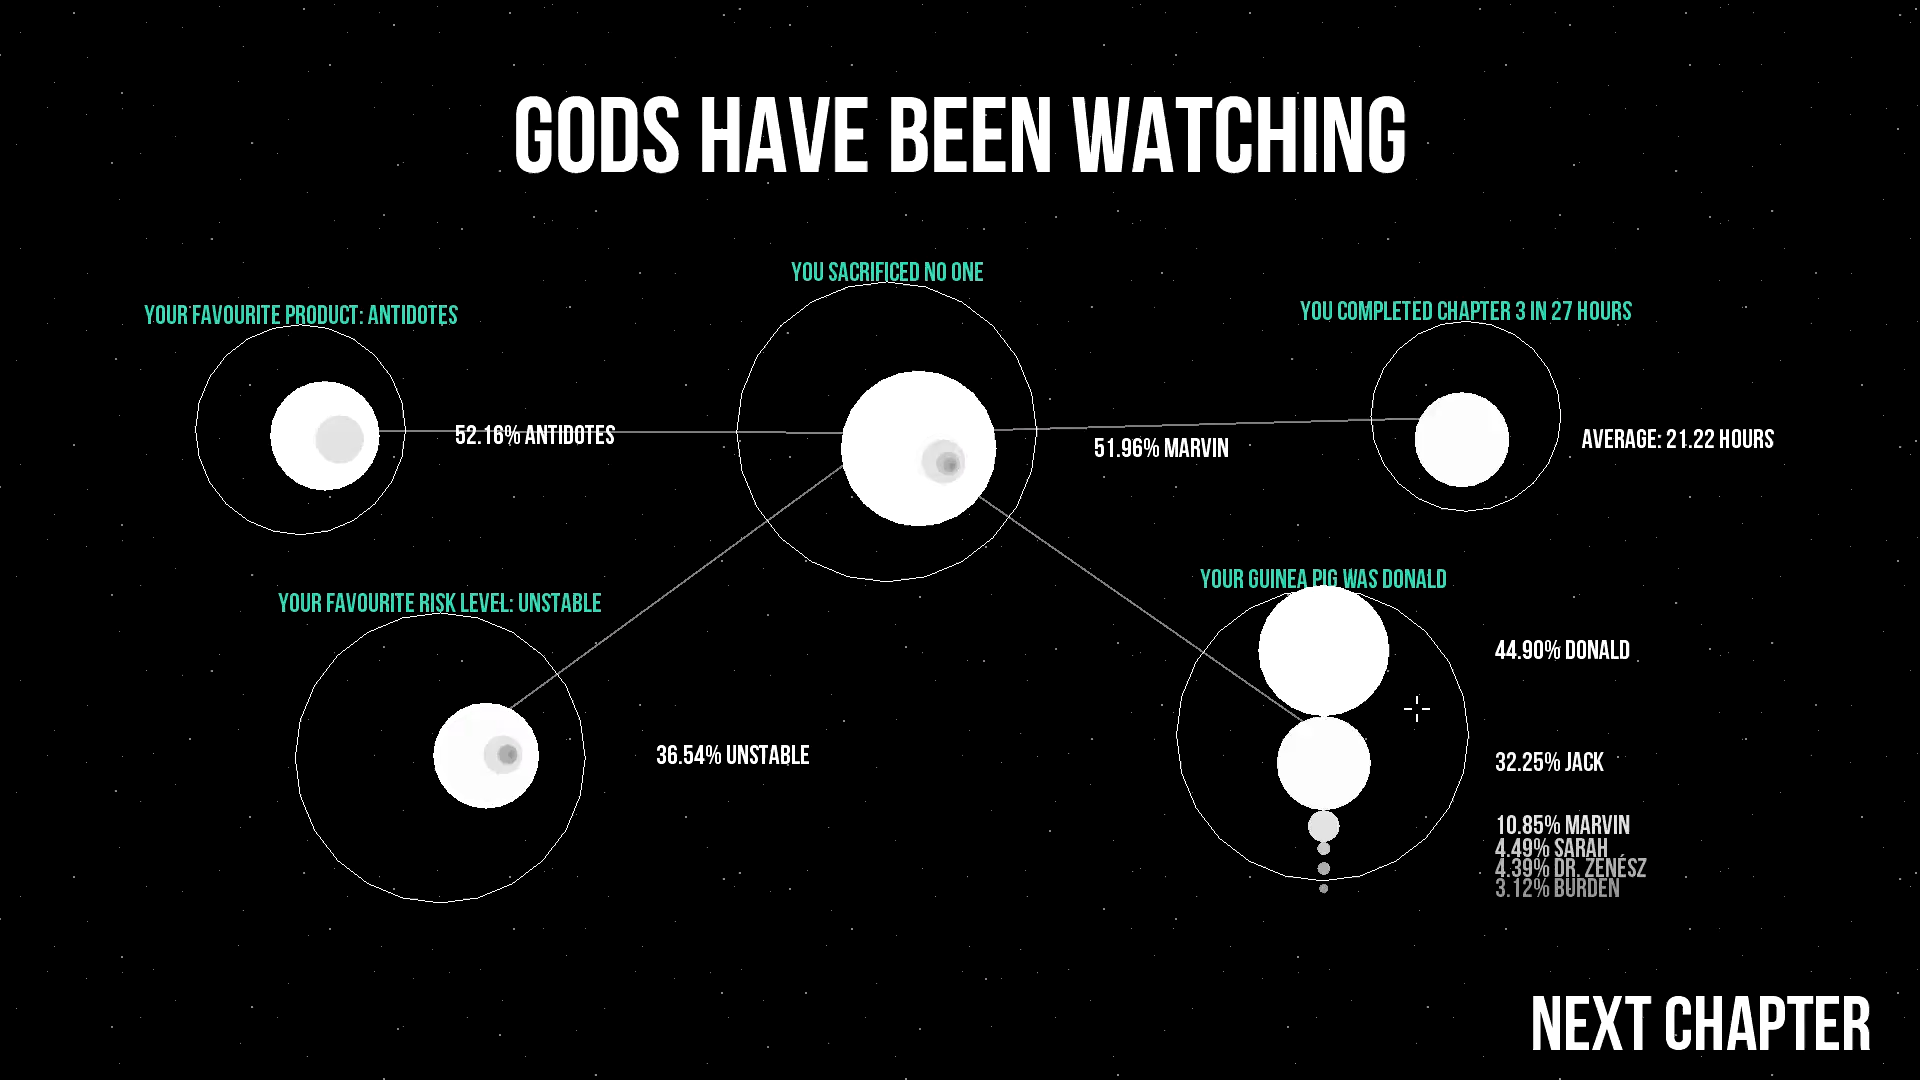 GODS HAVE BEEN WATCHING
YOU SACRIFICED NO ONE
YOUR FAVOURITE PRODUCT: ANTIDOTES
YOU COMPLETED CHAPTER 3 IN 27 HOURS
52.16% ANTIDOTES
51.96% MARVIN
AVERAGE: 21.22 HOURS
YOUR FAVOURITE RISK LEVEL: UNSTABLE
YOUR GUINEA PIG WAS DONALD
44.90% DONALD
36.54% UNSTABLE
32.25% JACK
10.85% MARVIN
4.49% SARAH
4.39% DR. ZENÉSZ
3.12% BURDEN
NEXT CHAPTER